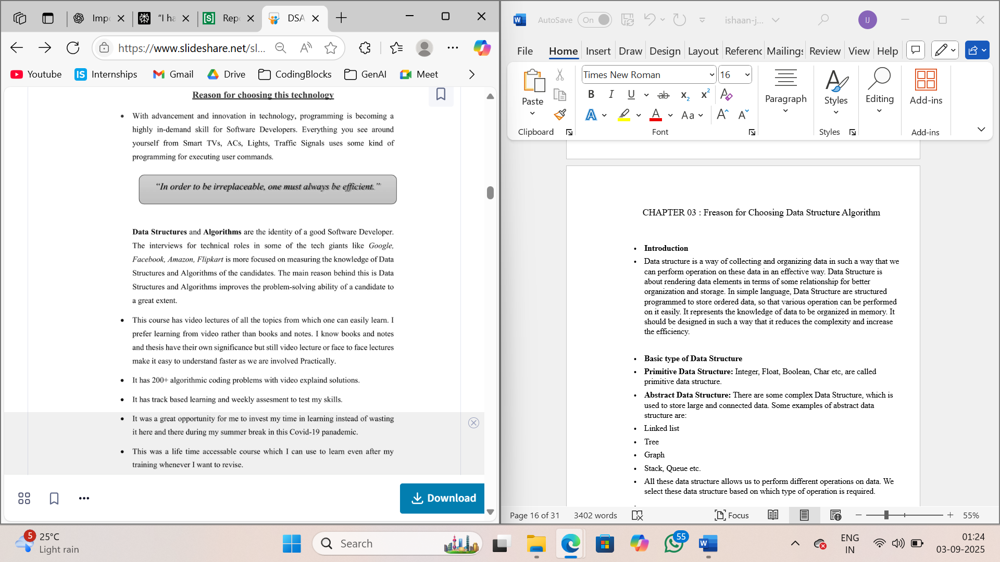 Impo
"I ha
Rep
DSA
https://www.slideshare.net/sl...
Youtube
IS
Internships
Gmail
Drive
CodingBlocks
GenAI
Meet
Reason for choosing this technology
• With advancement and innovation in technology, programming is becoming a
highly in-demand skill for Software Developers. Everything you see around
yourself from Smart TVs, ACs, Lights, Traffic Signals uses some kind of
programming for executing user commands.
“In order to be irreplaceable, one must always be efficient.”
Data Structures and Algorithms are the identity of a good Software Developer.
The interviews for technical roles in some of the tech giants like Google,
Facebook, Amazon, Flipkart is more focused on measuring the knowledge of Data
Structures and Algorithms of the candidates. The main reason behind this is Data
Structures and Algorithms improves the problem-solving ability of a candidate to
a great extent.
• This course has video lectures of all the topics from which one can easily learn. I
prefer learning from video rather than books and notes. I know books and notes
and thesis have their own significance but still video lecture or face to face lectures
make it easy to understand faster as we are involved Practically.
• It has 200+ algorithmic coding problems with video explaind solutions.
• It has track based learning and weekly assesment to test my skills.
• It was a great opportunity for me to invest my time in learning instead of wasting
it here and there during my summer break in this Covid-19 panademic.
• This was a life time accessable course which I can use to learn even after my
training whenever I want to revise.
Download
AutoSave
On
ishaan-j...
IJ
File
Home
Insert
Draw
Design
Layout
Referenc
Mailings
Review
View
Help
Paste
Clipboard
Times New Roman
16
B
I
U
ab
x2
x2
A
A
A
Aa
A
A
Font
Paragraph
Styles
Styles
Editing
Add-ins
Add-ins
CHAPTER 03 : Freason for Choosing Data Structure Algorithm
• Introduction
• Data structure is a way of collecting and organizing data in such a way that we
can perform operation on these data in an effective way. Data Structure is
about rendering data elements in terms of some relationship for better
organization and storage. In simple language, Data Structure are structured
programmed to store ordered data, so that various operation can be performed
on it easily. It represents the knowledge of data to be organized in memory. It
should be designed in such a way that it reduces the complexity and increase
the efficiency.
• Basic type of Data Structure
• Primitive Data Structure: Integer, Float, Boolean, Char etc, are called
primitive data structure.
• Abstract Data Structure: There are some complex Data Structure, which is
used to store large and connected data. Some examples of abstract data
structure are:
• Linked list
• Tree
• Graph
• Stack, Queue etc.
• All these data structure allows us to perform different operations on data. We
select these data structure based on which type of operation is required.
Page 16 of 31
3402 words
Focus
55%
5
25°C
Light rain
Search
55
ENG
IN
01:24
03-09-2025